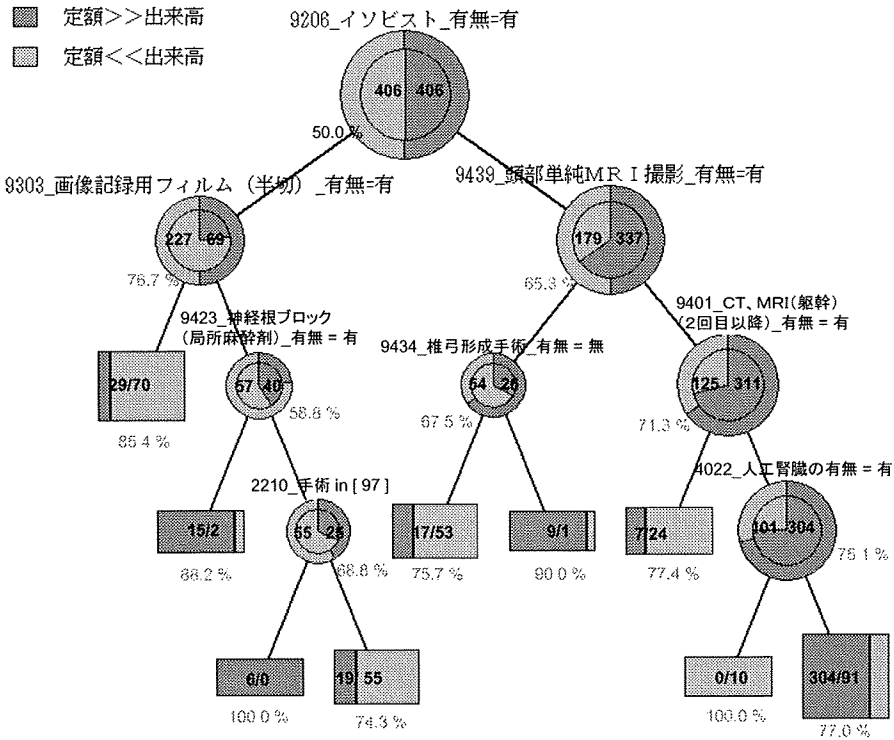 定額>>出来高
定額<<出来高
9206_イソビスト_有無=有
406 406
50.0 %
9303_画像記録用フィルム (半切) _有無=有
227 69
76.7 %
9439_頭部単純MRI撮影_有無=有
179 337
65.3 %
29/70
85.4 %
9423_神経根ブロック
(局所麻酔剤)_有無 = 有
57 40
58.8 %
9434_椎弓形成手術_有無 = 無
54 26
67.5 %
9401_CT、MRI(躯幹)
(2回目以降)_有無 = 有
125 311
71.3 %
15/2
88.2 %
2210_手術 in [ 97 ]
55 25
68.8 %
17/53
75.7 %
9/1
90.0 %
7/24
77.4 %
4022_人工腎臓の有無 = 有
101 304
75.1 %
6/0
100.0 %
19/ 55
74.3 %
0/10
100.0 %
304/91
77.0 %